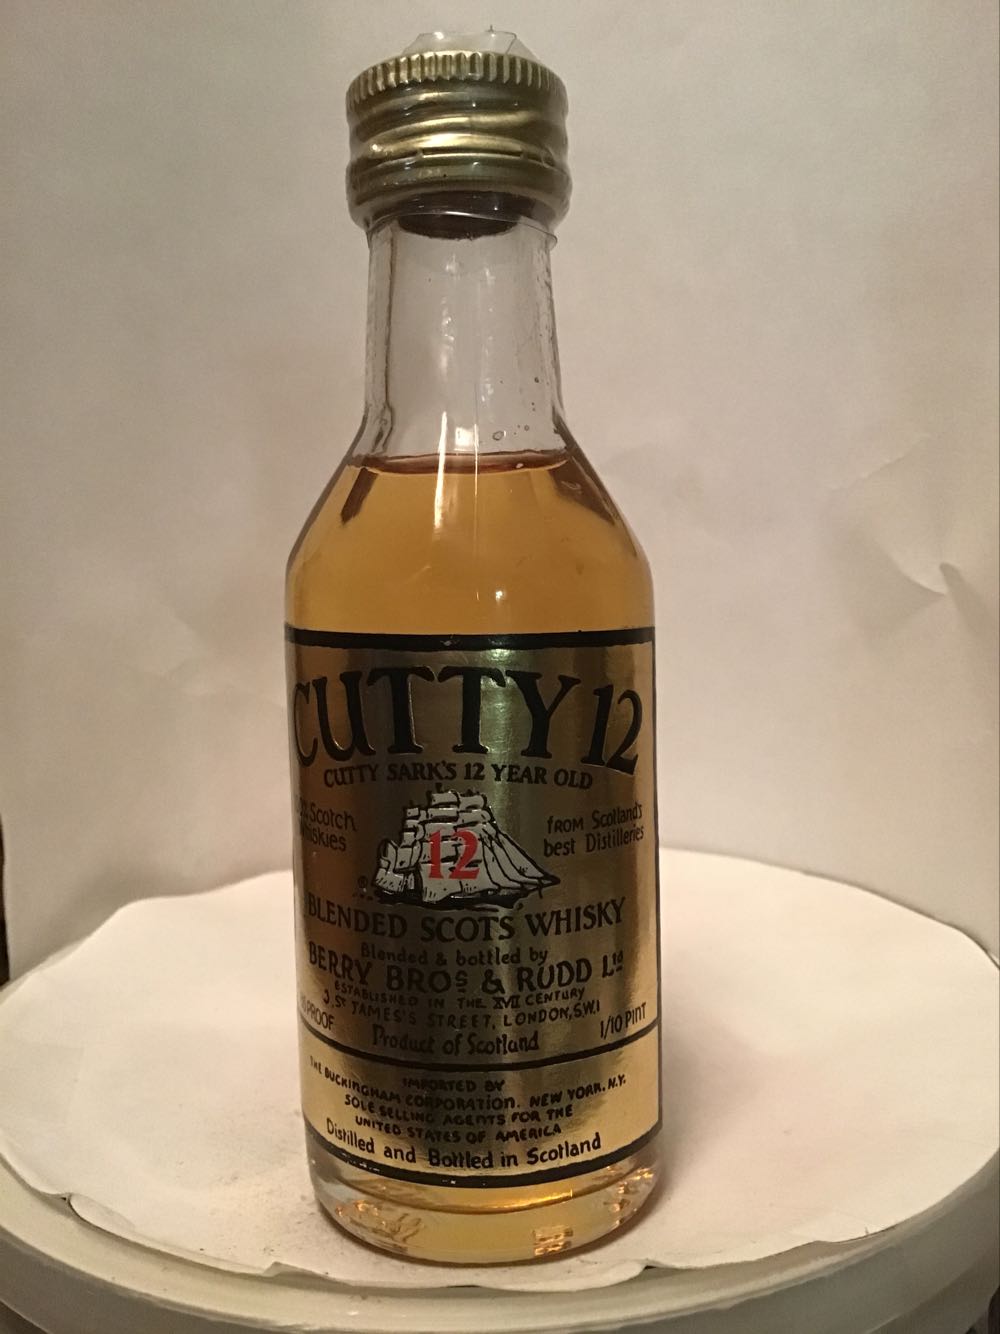 CUTTY 12
CUTTY SARK'S 12 YEAR OLD
Scotch from Scotland's
Whiskies best Distilleries
12
BLENDED SCOTS WHISKY
Blended & bottled by
BERRY BROS & RUDD Ltd
ESTABLISHED IN THE XVII CENTURY
3, ST JAMES'S STREET, LONDON, S.W.1
PROOF 1/10 PINT
Product of Scotland
IMPORTED BY
THE BUCKINGHAM CORPORATION, NEW YORK, N.Y.
SOLE SELLING AGENTS FOR THE
UNITED STATES OF AMERICA
Distilled and Bottled in Scotland